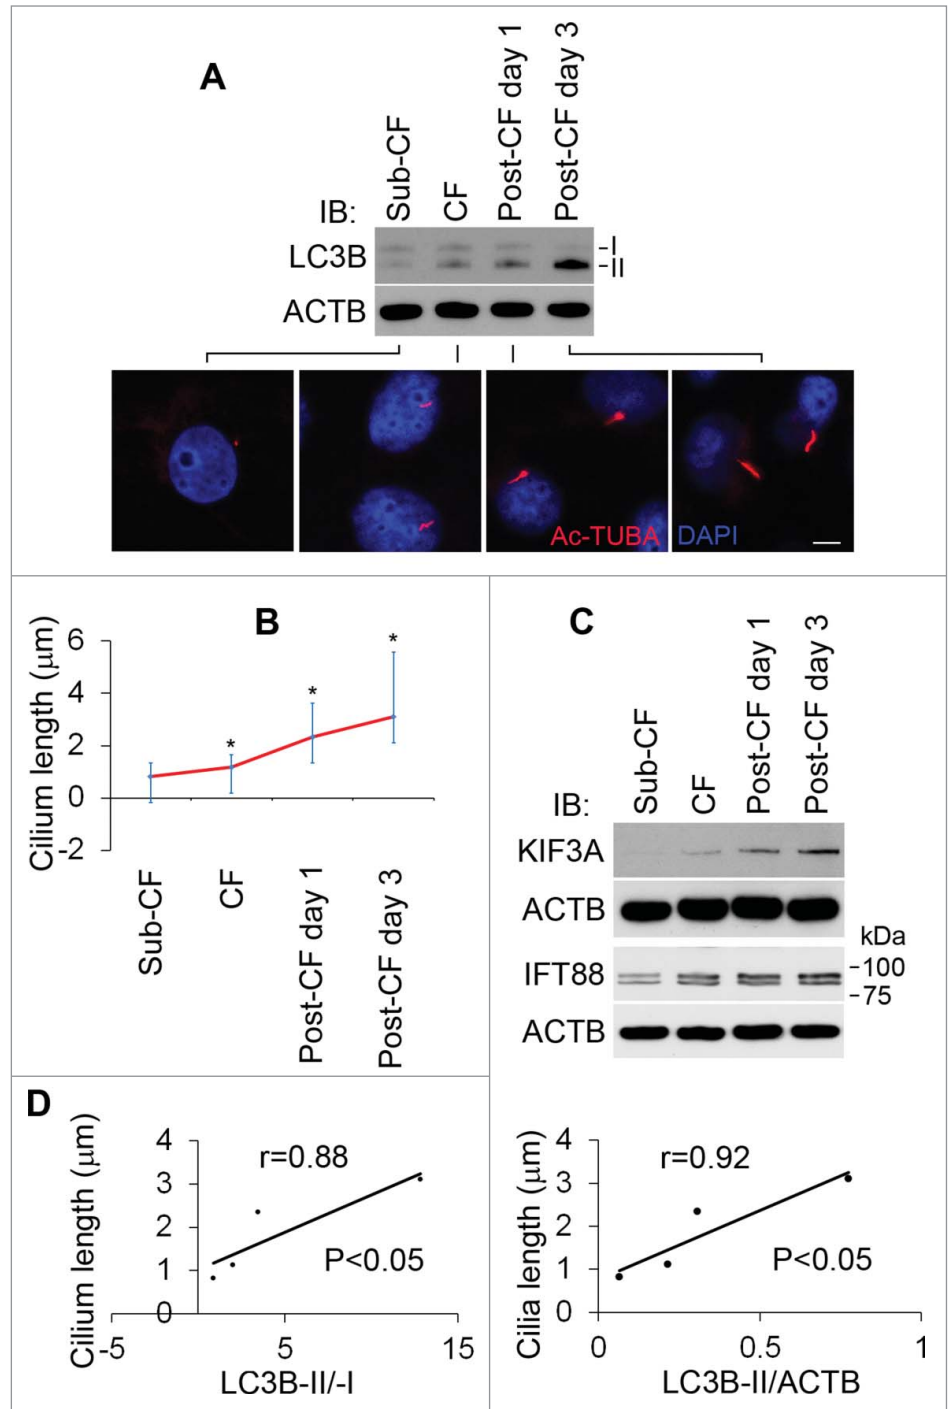 A
IB:
Sub-CF
CF
Post-CF day 1
Post-CF day 3
LC3B
-I
-II
ACTB
Ac-TUBA
DAPI
B
Cilium length (μm)
6
4
2
0
-2
*
*
*
Sub-CF
CF
Post-CF day 1
Post-CF day 3
C
IB:
Sub-CF
CF
Post-CF day 1
Post-CF day 3
KIF3A
ACTB
kDa
IFT88
-100
-75
ACTB
D
Cilium length (μm)
4
3
2
1
0
r=0.88
P<0.05
-5
5
15
LC3B-II/-I
Cilia length (μm)
4
3
2
1
0
r=0.92
P<0.05
0
0.5
1
LC3B-II/ACTB